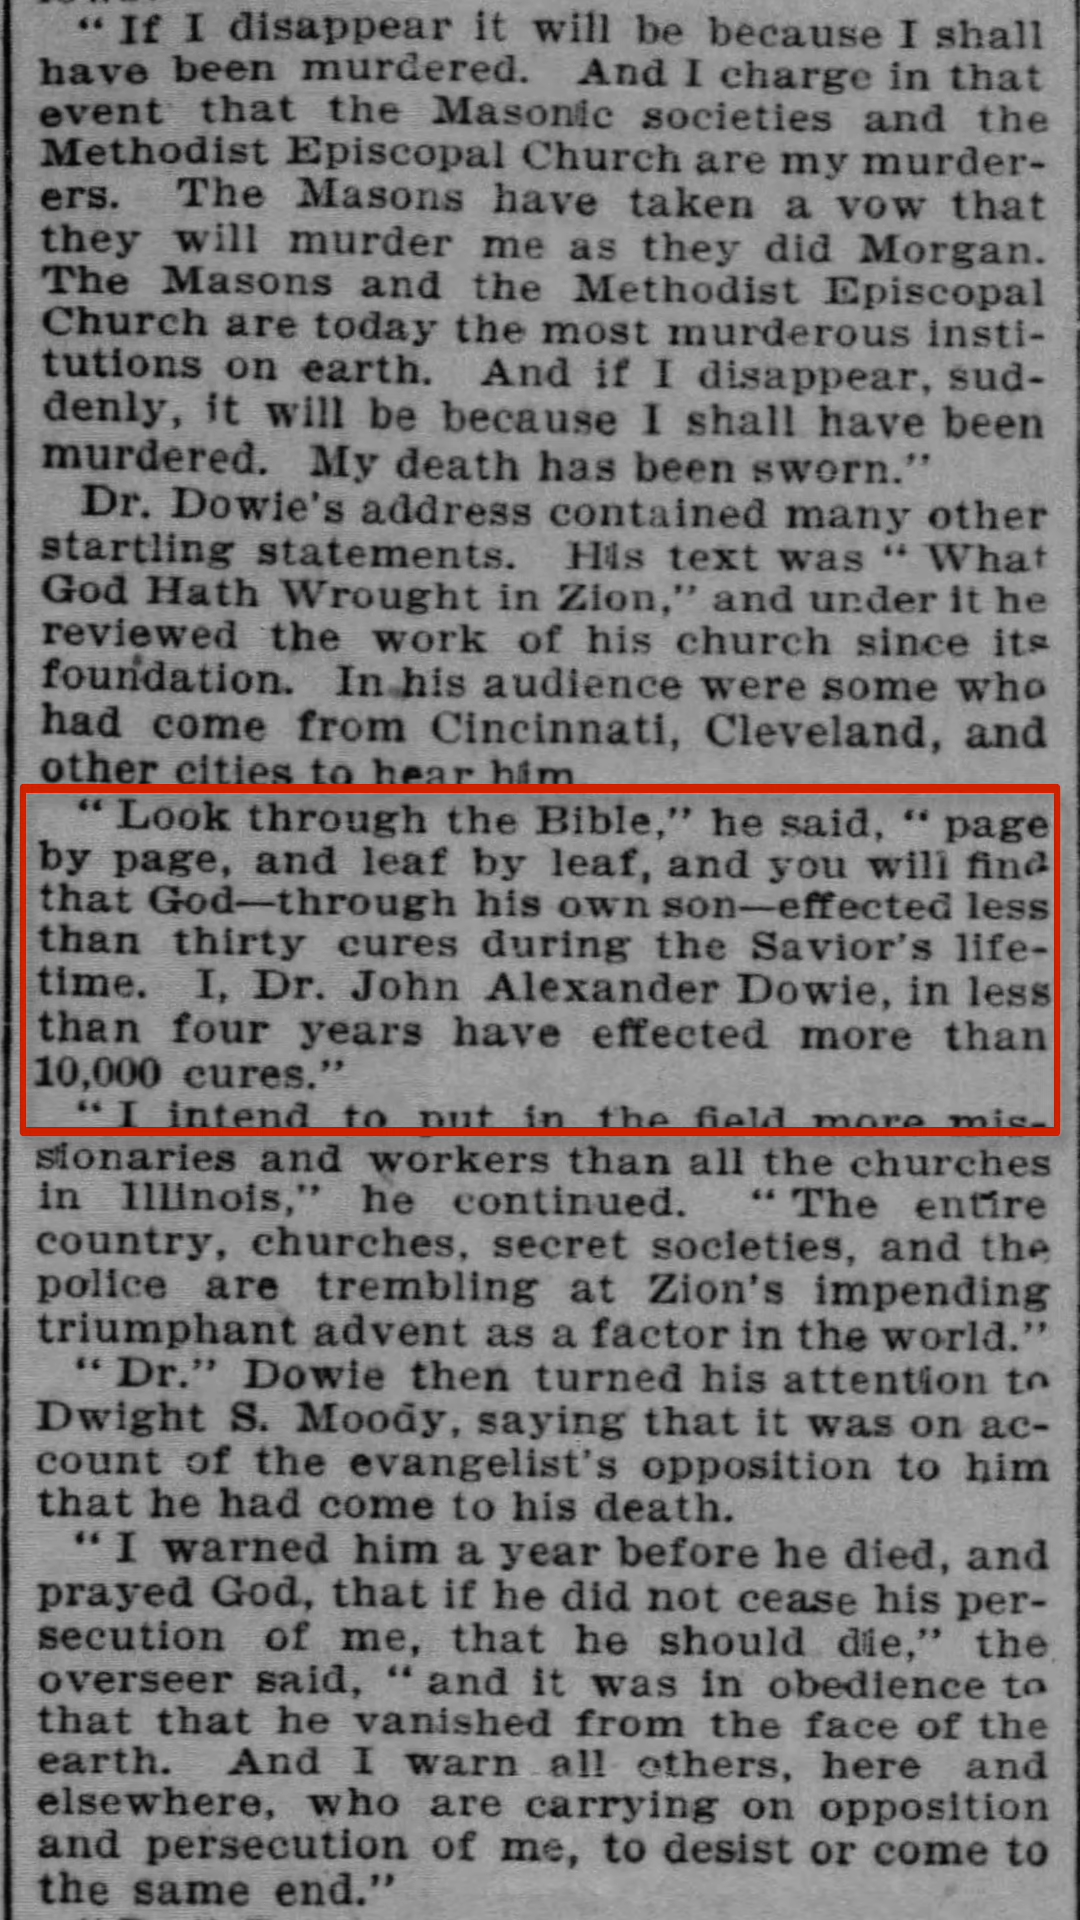 “ If I disappear it will be because I shall
have been murdered. And I charge in that
event that the Masonic societies and the
Methodist Episcopal Church are my murder-
ers. The Masons have taken a vow that
they will murder me as they did Morgan.
The Masons and the Methodist Episcopal
Church are today the most murderous insti-
tutions on earth. And if I disappear, sud-
denly, it will be because I shall have been
murdered. My death has been sworn.”
Dr. Dowie's address contained many other
startling statements. His text was “ What
God Hath Wrought in Zion,” and under it he
reviewed the work of his church since its
foundation. In his audience were some who
had come from Cincinnati, Cleveland, and
other cities to hear him
“ Look through the Bible,” he said, “ page
by page, and leaf by leaf, and you will find
that God—through his own son—effected less
than thirty cures during the Savior's life-
time. I, Dr. John Alexander Dowie, in less
than four years have effected more than
10,000 cures.”
“ I intend to put in the field more mis-
sionaries and workers than all the churches
in Illinois,” he continued. “ The entire
country, churches, secret societies, and the
police are trembling at Zion's impending
triumphant advent as a factor in the world.”
“ Dr.” Dowie then turned his attention to
Dwight S. Moody, saying that it was on ac-
count of the evangelist's opposition to him
that he had come to his death.
“ I warned him a year before he died, and
prayed God, that if he did not cease his per-
secution of me, that he should die,” the
overseer said, “ and it was in obedience to
that that he vanished from the face of the
earth. And I warn all others, here and
elsewhere, who are carrying on opposition
and persecution of me, to desist or come to
the same end.”